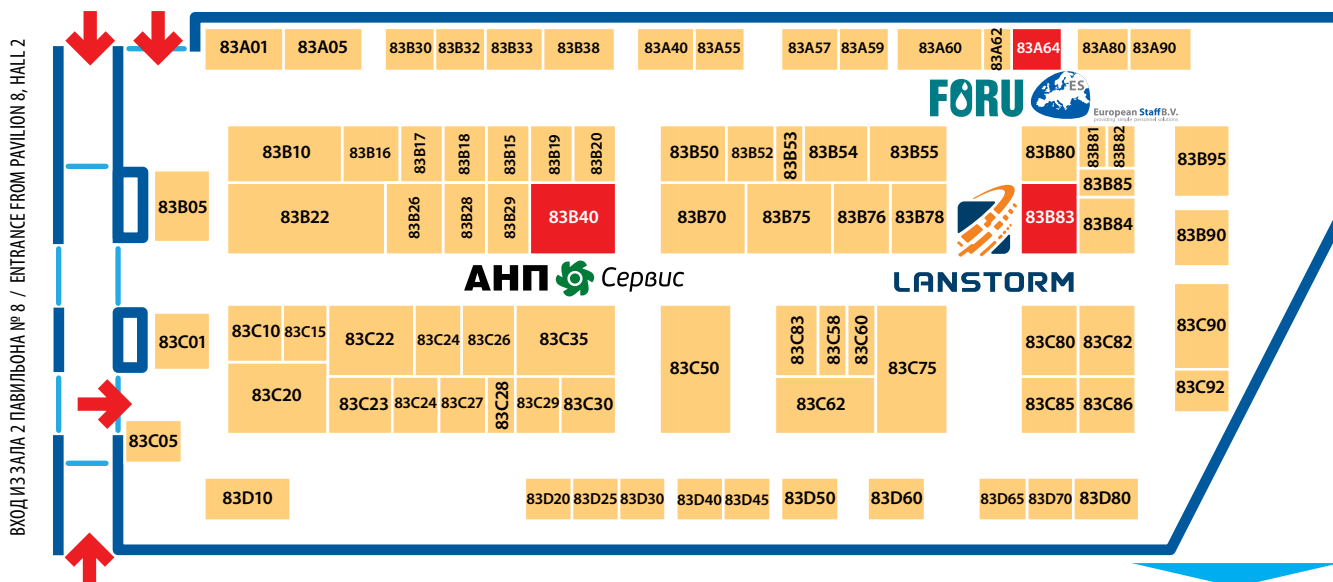 ВХОД ИЗ ЗАЛА 2 ПАВИЛЬОНА № 8 / ENTRANCE FROM PAVILION 8, HALL 2
83A01 83A05 83B30 83B32 83B33 83B38 83A40 83A55 83A57 83A59 83A60 83A62 83A64 83A80 83A90
FORU ES
European Staff B.V.
providing simple personnel solutions
83B10 83B16 83B17 83B18 83B15 83B19 83B20 83B50 83B52 83B53 83B54 83B55 83B80 83B81 83B82 83B95
83B85
83B05 83B22 83B26 83B28 83B29 83B40 83B70 83B75 83B76 83B78 83B83 83B84 83B90
АНП Сервис LANSTORM
83C01 83C10 83C15 83C22 83C24 83C26 83C35 83C50 83C83 83C58 83C60 83C75 83C80 83C82 83C90
83C20 83C23 83C24 83C27 83C28 83C29 83C30 83C62 83C85 83C86 83C92
83C05
83D10 83D20 83D25 83D30 83D40 83D45 83D50 83D60 83D65 83D70 83D80